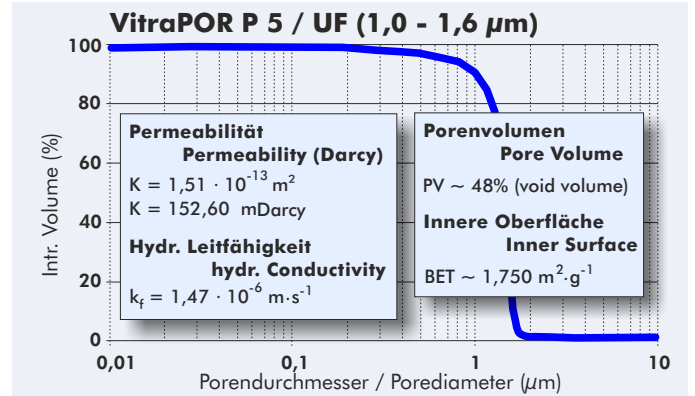 VitraPOR P 5 / UF (1,0 - 1,6 µm)
100
80
60
40
20
0
Intr. Volume (%)
Permeabilität
Permeability (Darcy)
K = 1,51 · 10⁻¹³ m²
K = 152,60 mDarcy
Hydr. Leitfähigkeit
hydr. Conductivity
k_f = 1,47 · 10⁻⁶ m·s⁻¹
Porenvolumen
Pore Volume
PV ~ 48% (void volume)
Innere Oberfläche
Inner Surface
BET ~ 1,750 m²·g⁻¹
0,01 0,1 1 10
Porendurchmesser / Porediameter (µm)